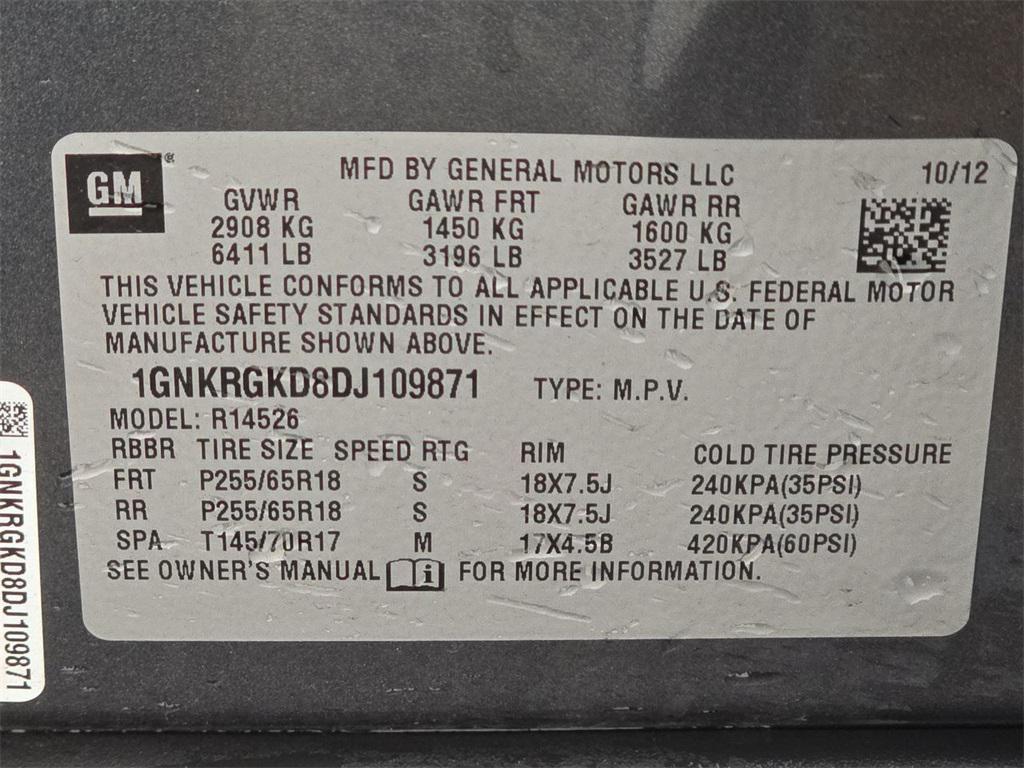 GM ®
MFD BY GENERAL MOTORS LLC 10/12
GVWR GAWR FRT GAWR RR
2908 KG 1450 KG 1600 KG
6411 LB 3196 LB 3527 LB
THIS VEHICLE CONFORMS TO ALL APPLICABLE U.S. FEDERAL MOTOR
VEHICLE SAFETY STANDARDS IN EFFECT ON THE DATE OF
MANUFACTURE SHOWN ABOVE.
1GNKRGKD8DJ109871 TYPE: M.P.V.
MODEL: R14526
RBBR TIRE SIZE SPEED RTG RIM COLD TIRE PRESSURE
FRT P255/65R18 S 18X7.5J 240KPA(35PSI)
RR P255/65R18 S 18X7.5J 240KPA(35PSI)
SPA T145/70R17 M 17X4.5B 420KPA(60PSI)
SEE OWNER'S MANUAL i FOR MORE INFORMATION.
1GNKRGKD8DJ109871